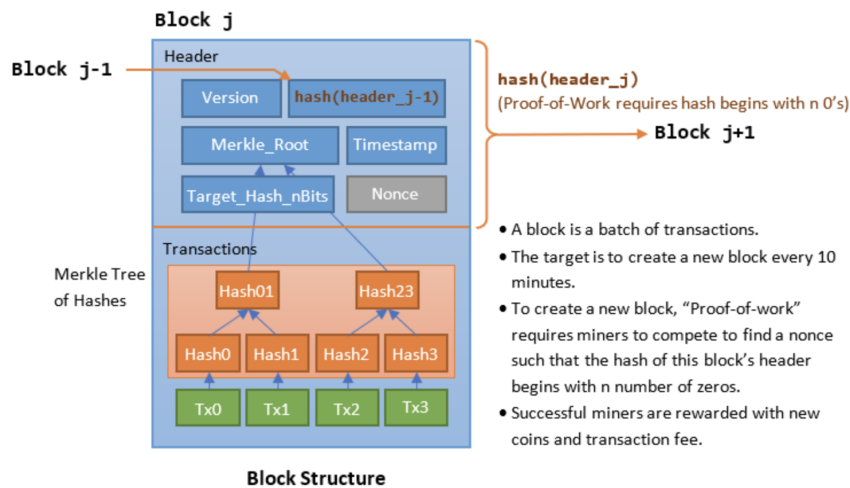 Block j
Header
Block j-1
Version
hash(header_j-1)
Merkle_Root
Timestamp
Target_Hash_nBits
Nonce
hash(header_j)
(Proof-of-Work requires hash begins with n 0's)
Block j+1
Transactions
Merkle Tree
of Hashes
Hash01
Hash23
Hash0
Hash1
Hash2
Hash3
Tx0
Tx1
Tx2
Tx3
• A block is a batch of transactions.
• The target is to create a new block every 10
minutes.
• To create a new block, “Proof-of-work”
requires miners to compete to find a nonce
such that the hash of this block’s header
begins with n number of zeros.
• Successful miners are rewarded with new
coins and transaction fee.
Block Structure